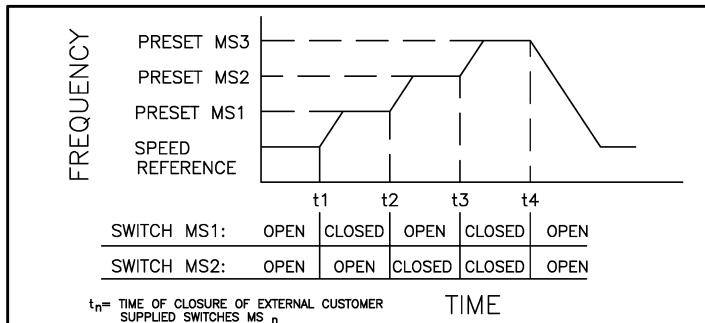 FREQUENCY
PRESET MS3
PRESET MS2
PRESET MS1
SPEED
REFERENCE
t1 t2 t3 t4
SWITCH MS1: OPEN CLOSED OPEN CLOSED OPEN
SWITCH MS2: OPEN OPEN CLOSED CLOSED OPEN
tn= TIME OF CLOSURE OF EXTERNAL CUSTOMER
SUPPLIED SWITCHES MS n
TIME